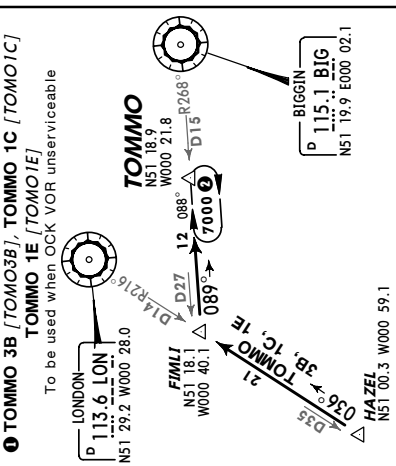 ❶ TOMMO 3B [TOMO3B], TOMMO 1C [TOMO1C]
TOMMO 1E [TOMO1E]
To be used when OCK VOR unserviceable
LONDON
D 113.6 LON
N51 29.2 W000 28.0
D14 R216°
TOMMO
N51 18.9
W000 21.8
D15 R268°
BIGGIN
D 115.1 BIG
N51 19.9 E000 02.1
12 088°
7000 ❷
D27
089°
FIMLI
N51 18.1
W000 40.1
TOMMO
3B, 1C, 1E
21
036°
D35
HAZEL
N51 00.3 W000 59.1